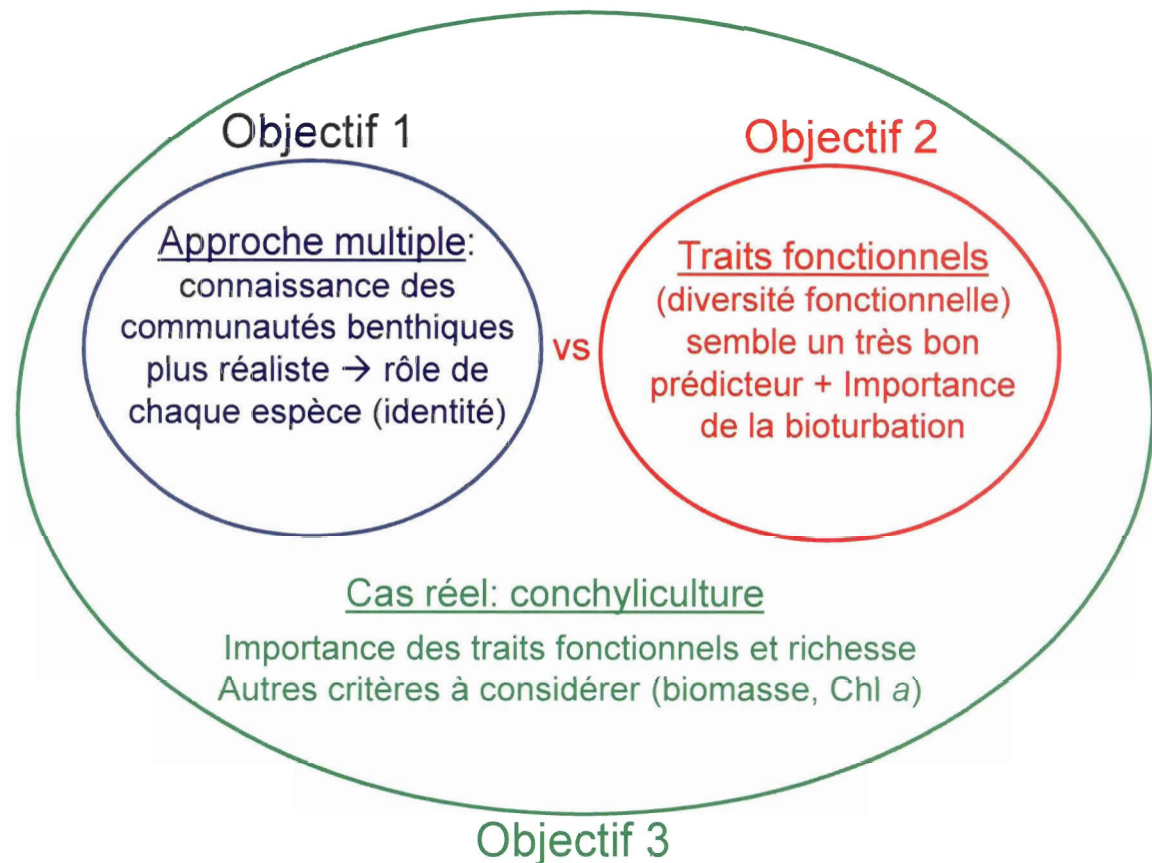 Objectif 1
Approche multiple:
connaissance des
communautés benthiques
plus réaliste → rôle de
chaque espèce (identité)
vs
Objectif 2
Traits fonctionnels
(diversité fonctionnelle)
semble un très bon
prédicteur + Importance
de la bioturbation
Cas réel: conchyliculture
Importance des traits fonctionnels et richesse
Autres critères à considérer (biomasse, Chl a)
Objectif 3